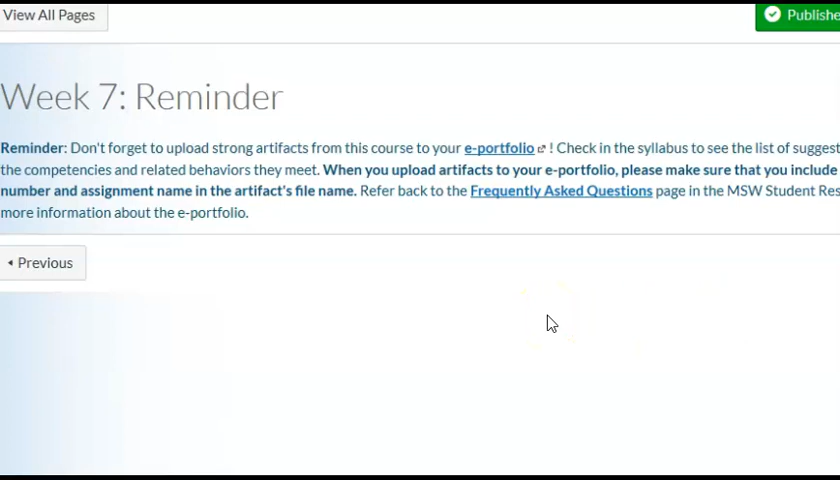 View All Pages
Week 7: Reminder
Reminder: Don't forget to upload strong artifacts from this course to your e-portfolio ! Check in the syllabus to see the list of suggest
the competencies and related behaviors they meet. When you upload artifacts to your e-portfolio, please make sure that you include
number and assignment name in the artifact's file name. Refer back to the Frequently Asked Questions page in the MSW Student Res
more information about the e-portfolio.
Previous
Publishe